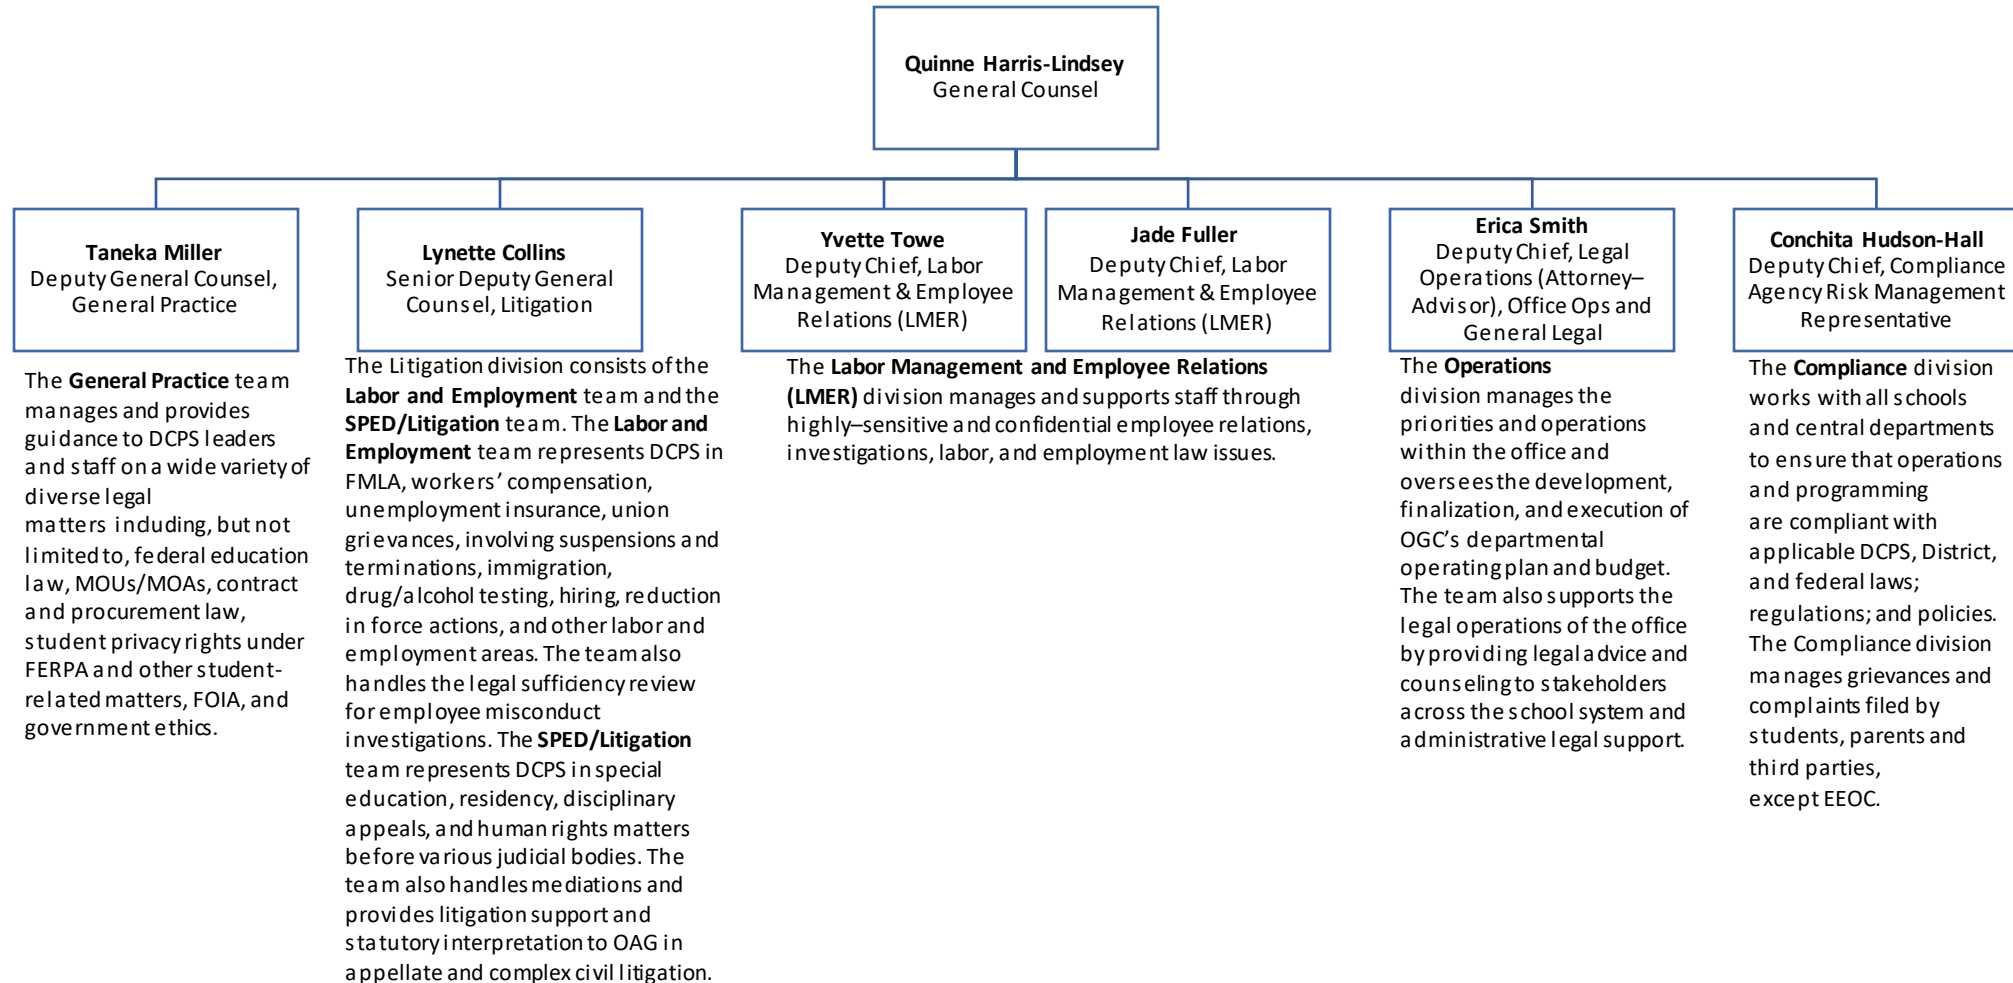 Quinne Harris-Lindsey
General Counsel
Taneka Miller
Deputy General Counsel,
General Practice
Lynette Collins
Senior Deputy General
Counsel, Litigation
Yvette Towe
Deputy Chief, Labor
Management & Employee
Relations (LMER)
Jade Fuller
Deputy Chief, Labor
Management & Employee
Relations (LMER)
Erica Smith
Deputy Chief, Legal
Operations (Attorney–
Advisor), Office Ops and
General Legal
Conchita Hudson-Hall
Deputy Chief, Compliance
Agency Risk Management
Representative
The General Practice team
manages and provides
guidance to DCPS leaders
and staff on a wide variety of
diverse legal
matters including, but not
limited to, federal education
law, MOUs/MOAs, contract
and procurement law,
student privacy rights under
FERPA and other student-
related matters, FOIA, and
government ethics.
The Litigation division consists of the
Labor and Employment team and the
SPED/Litigation team. The Labor and
Employment team represents DCPS in
FMLA, workers’ compensation,
unemployment insurance, union
grievances, involving suspensions and
terminations, immigration,
drug/alcohol testing, hiring, reduction
in force actions, and other labor and
employment areas. The team also
handles the legal sufficiency review
for employee misconduct
investigations. The SPED/Litigation
team represents DCPS in special
education, residency, disciplinary
appeals, and human rights matters
before various judicial bodies. The
team also handles mediations and
provides litigation support and
statutory interpretation to OAG in
appellate and complex civil litigation.
The Labor Management and Employee Relations
(LMER) division manages and supports staff through
highly–sensitive and confidential employee relations,
investigations, labor, and employment law issues.
The Operations
division manages the
priorities and operations
within the office and
oversees the development,
finalization, and execution of
OGC’s departmental
operating plan and budget.
The team also supports the
legal operations of the office
by providing legal advice and
counseling to stakeholders
across the school system and
administrative legal support.
The Compliance division
works with all schools
and central departments
to ensure that operations
and programming
are compliant with
applicable DCPS, District,
and federal laws;
regulations; and policies.
The Compliance division
manages grievances and
complaints filed by
students, parents and
third parties,
except EEOC.